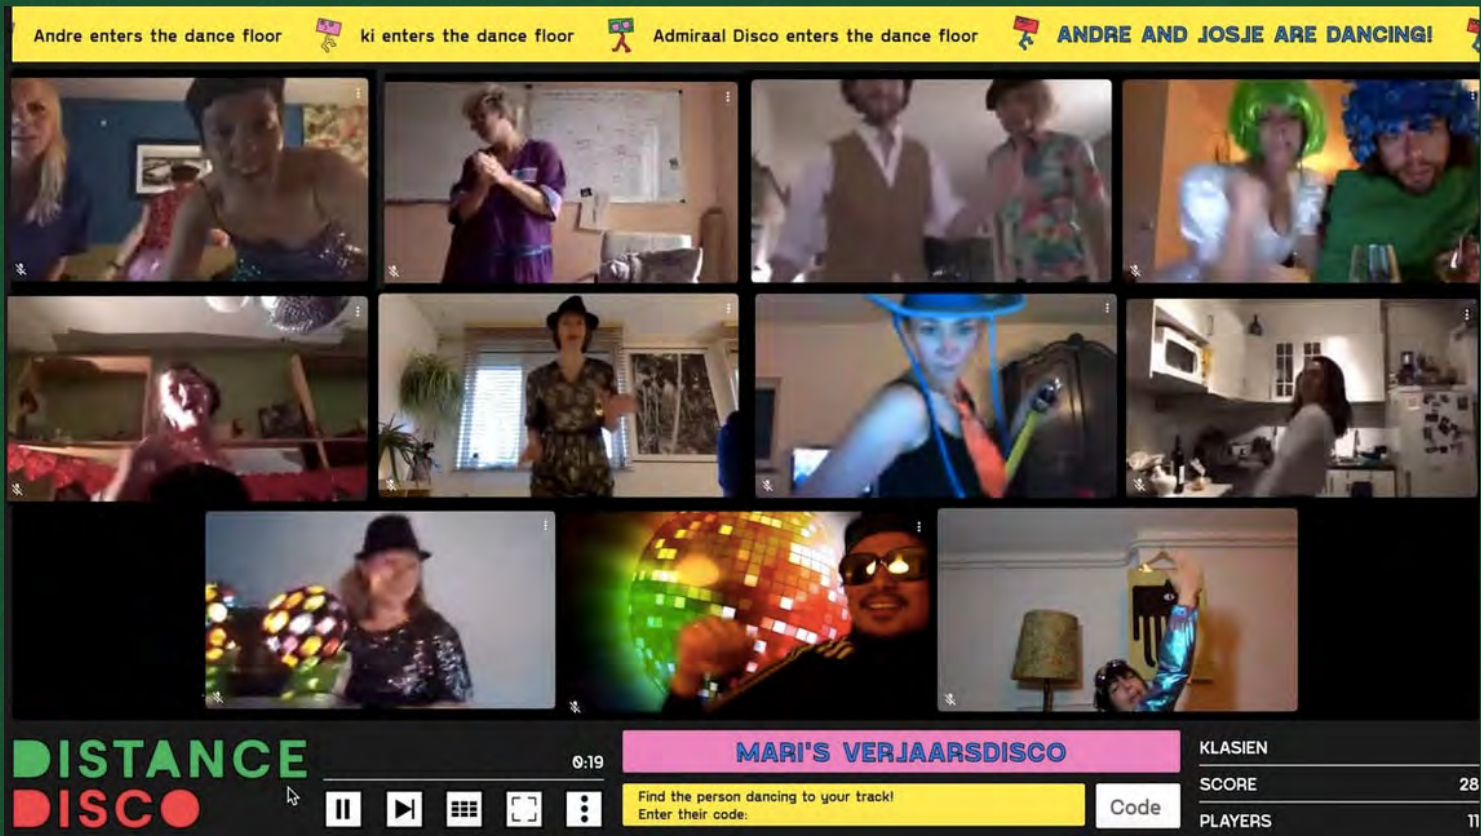 Andre enters the dance floor
ki enters the dance floor
Admiraal Disco enters the dance floor
ANDRE AND JOSJE ARE DANCING!
DISTANCE
DISCO
0:19
MARI'S VERJAARSDISCO
Find the person dancing to your track!
Enter their code:
Code
KLASIEN
SCORE 28
PLAYERS 11